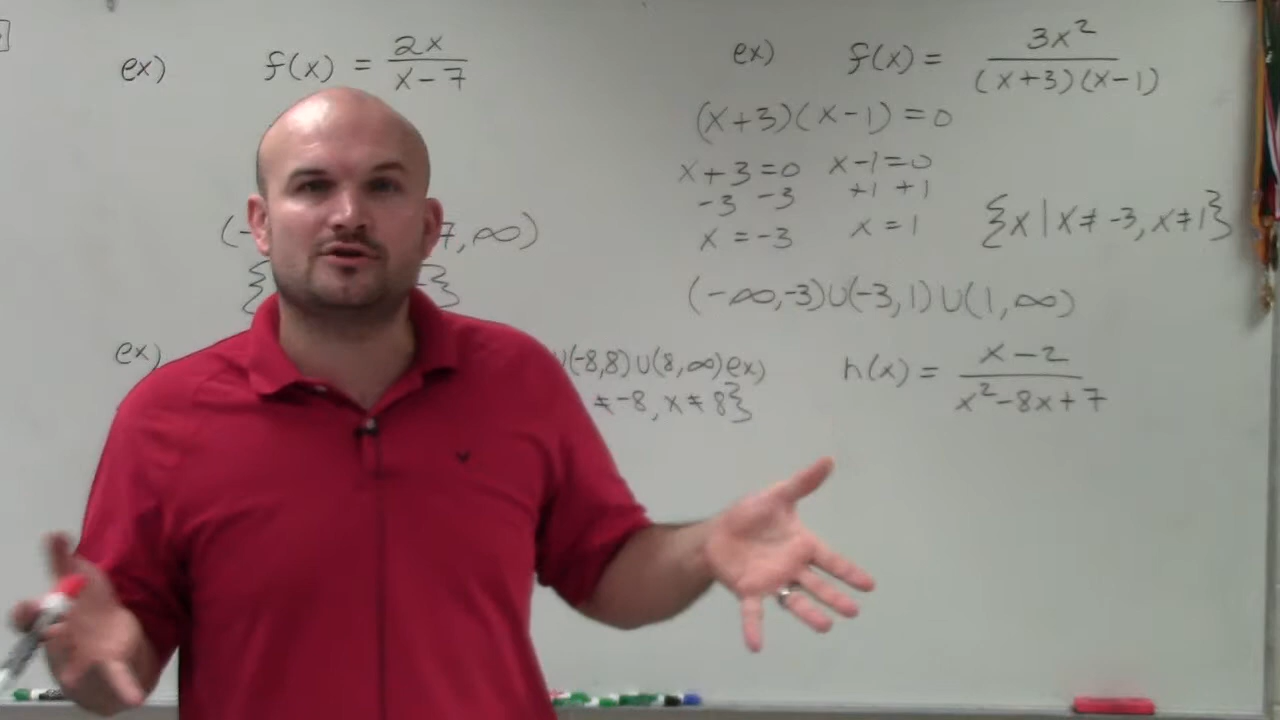 ex) f(x) = 2x / x-7
(- 7,∞)
{ }
ex) ∪(-8,8)∪(8,∞)
≠-8, x≠8}
ex) f(x) = 3x² / (x+3)(x-1)
(x+3)(x-1)=0
x+3=0 x-1=0
-3 -3 +1 +1
x=-3 x=1 {x|x≠-3, x≠1}
(-∞,-3)∪(-3,1)∪(1,∞)
ex) h(x) = x-2 / x²-8x+7